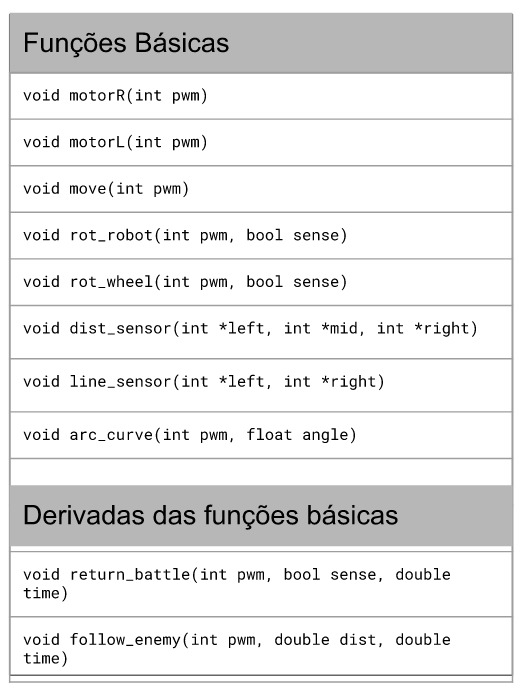 Funções Básicas
void motorR(int pwm)
void motorL(int pwm)
void move(int pwm)
void rot_robot(int pwm, bool sense)
void rot_wheel(int pwm, bool sense)
void dist_sensor(int *left, int *mid, int *right)
void line_sensor(int *left, int *right)
void arc_curve(int pwm, float angle)
Derivadas das funções básicas
void return_battle(int pwm, bool sense, double
time)
void follow_enemy(int pwm, double dist, double
time)